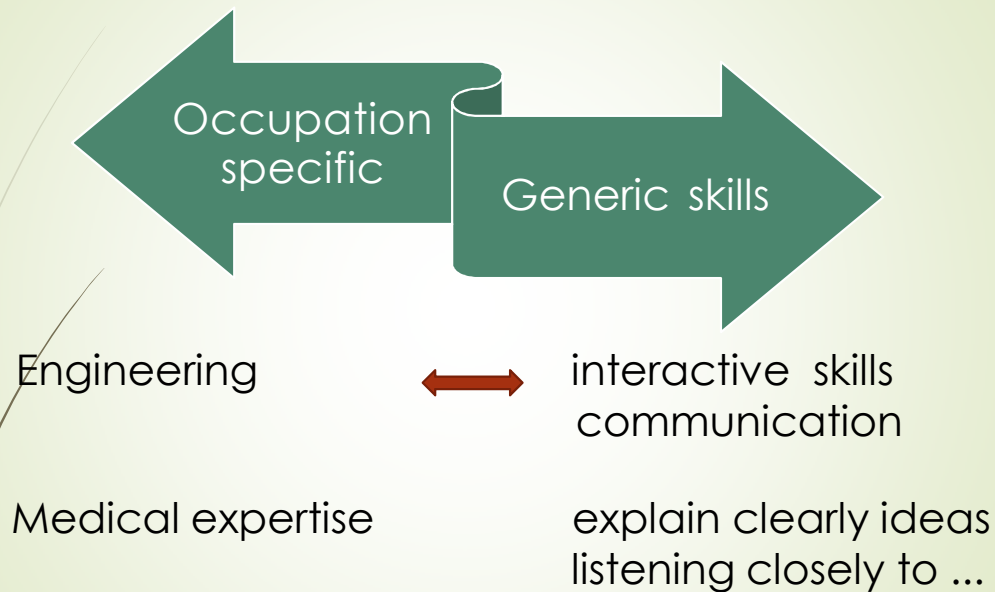 Occupation
specific
Generic skills
Engineering
interactive skills
communication
Medical expertise
explain clearly ideas
listening closely to ...